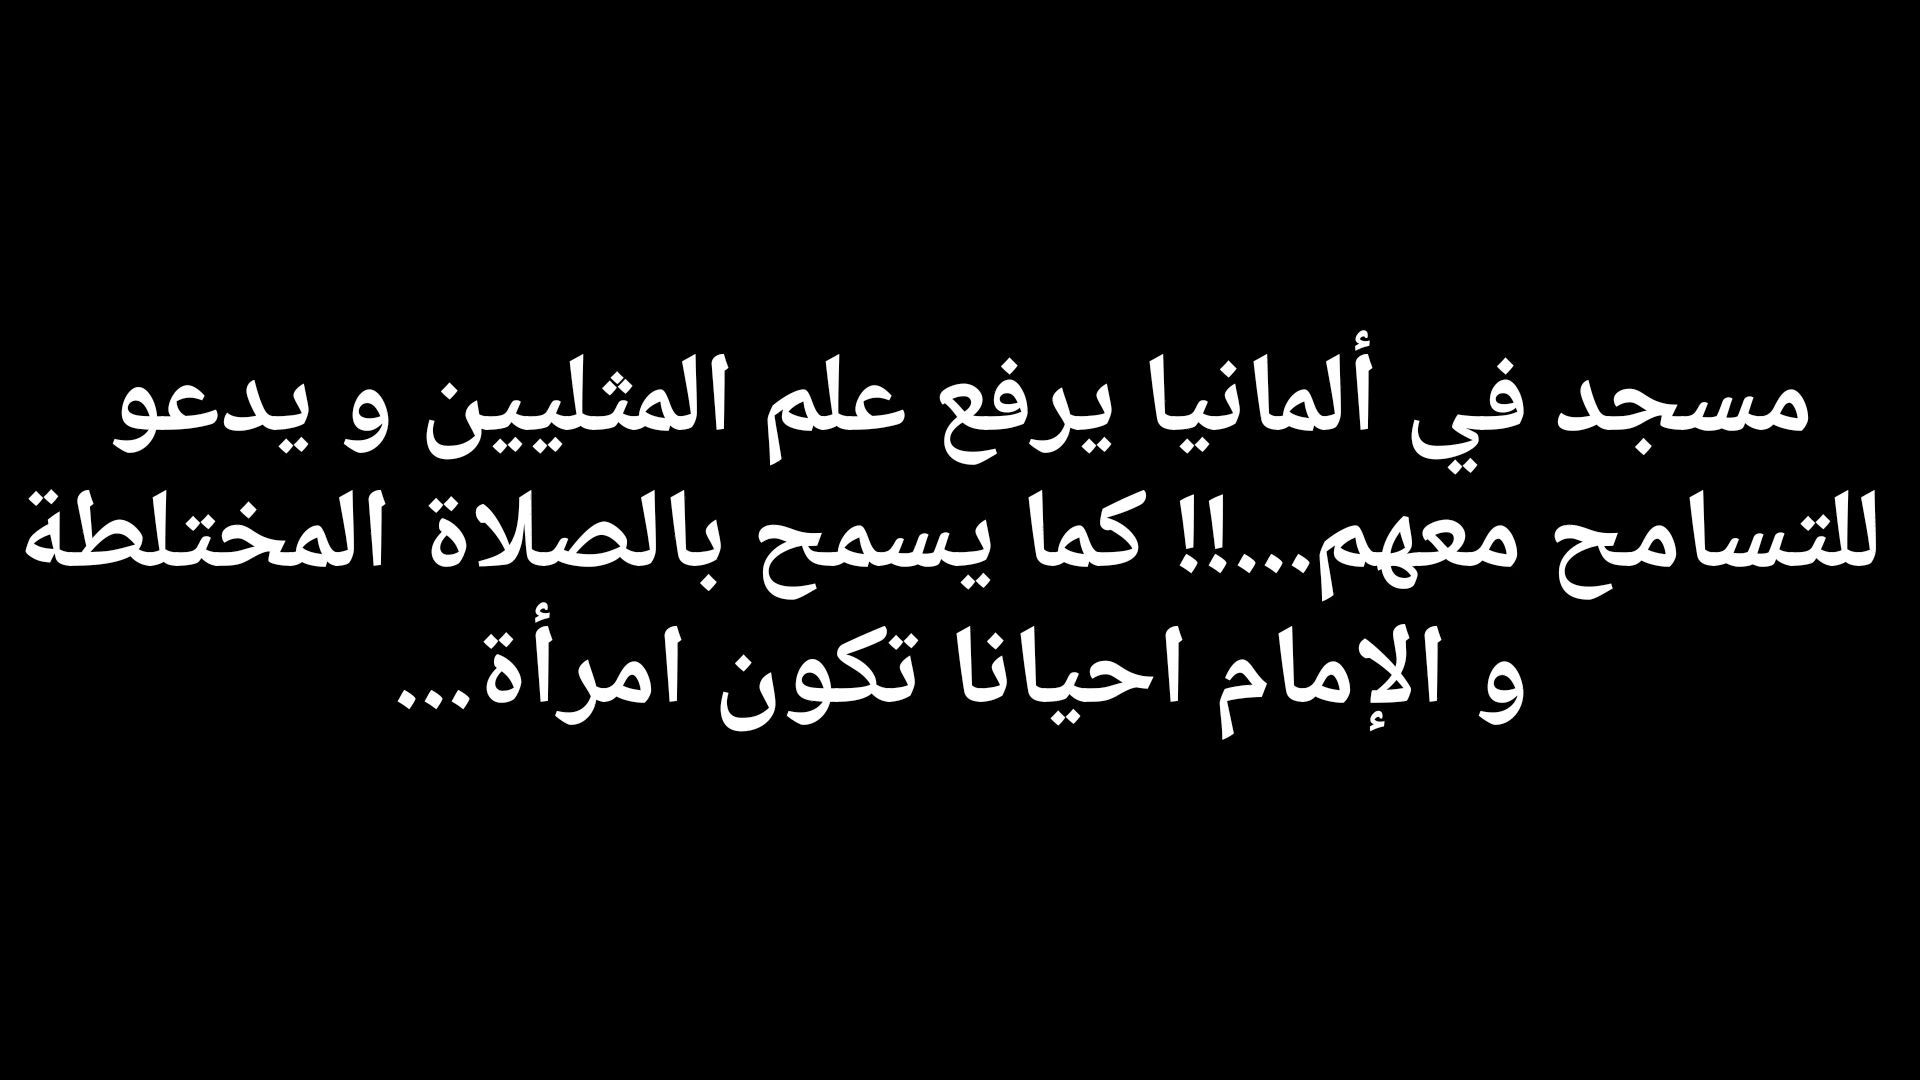 مسجد في ألمانيا يرفع علم المثليين و يدعو
للتسامح معهم...!! كما يسمح بالصلاة المختلطة
و الإمام احيانا تكون امرأة...